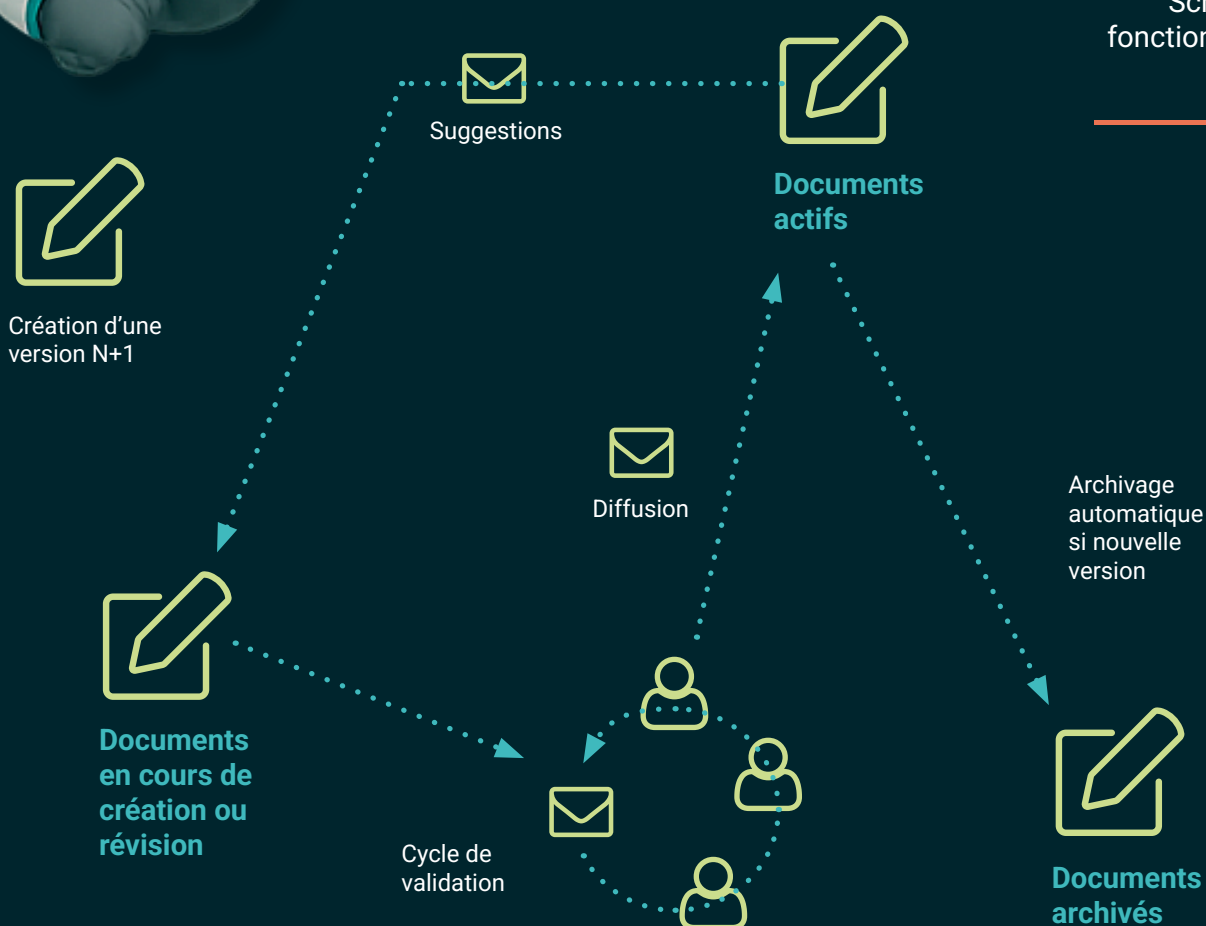 fonction
Suggestions
Documents
actifs
Création d’une
version N+1
Diffusion
Archivage
automatique
si nouvelle
version
Documents
en cours de
création ou
révision
Cycle de
validation
Documents
archivés